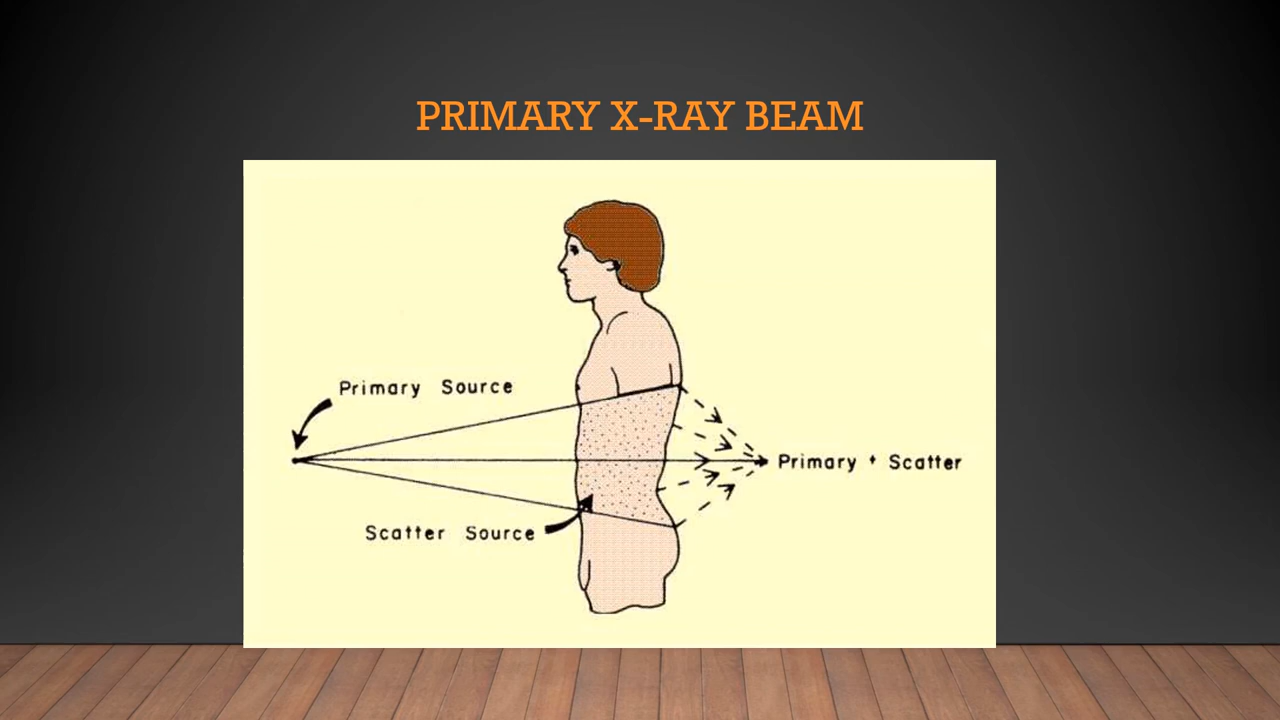 PRIMARY X-RAY BEAM
Primary Source
Primary + Scatter
Scatter Source